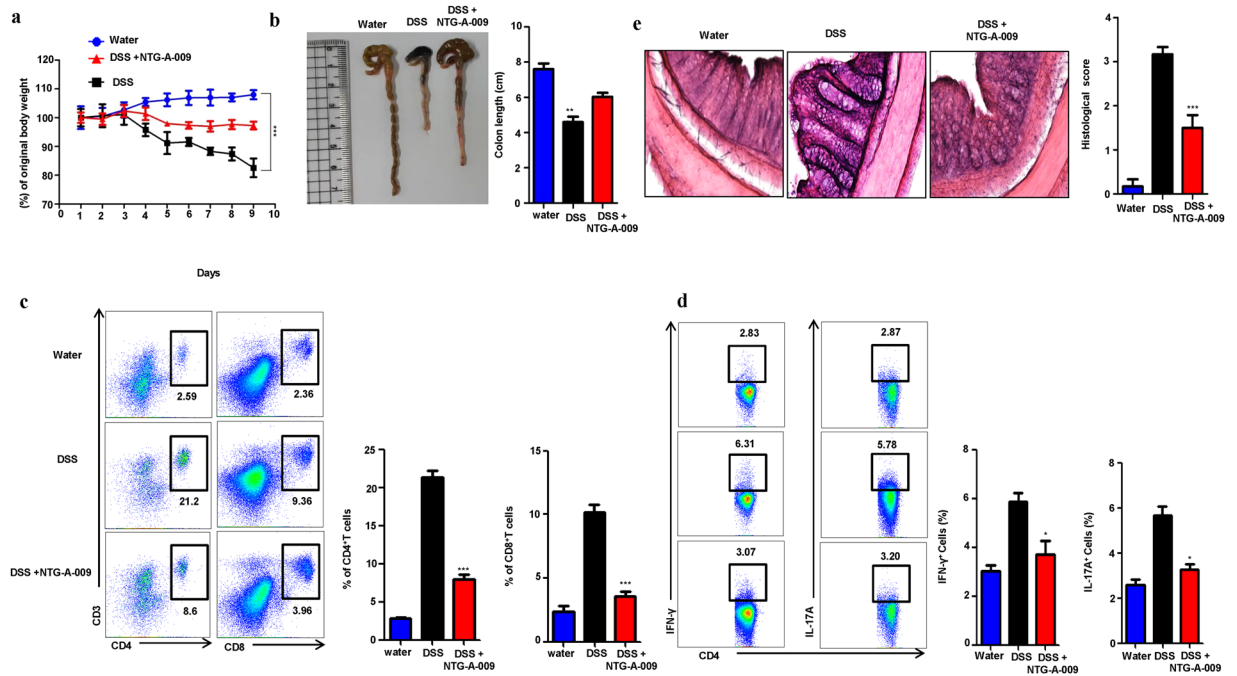 a
Water
DSS +NTG-A-009
DSS
(%) of original body weight
120
110
100
90
80
70
0 1 2 3 4 5 6 7 8 9 10
***
Days
b
Water
DSS
DSS +
NTG-A-009
Colon length (cm)
10
8
6
4
2
0
**
water
DSS
DSS +
NTG-A-009
e
Water
DSS
DSS +
NTG-A-009
Histological score
4
3
2
1
0
***
Water
DSS
DSS +
NTG-A-009
c
Water
2.59
2.36
DSS
21.2
9.36
DSS +NTG-A-009
8.6
3.96
CD3
CD4
CD8
% of CD4+T cells
25
20
15
10
5
0
***
water
DSS
DSS +
NTG-A-009
% of CD8+T cells
15
10
5
0
***
water
DSS
DSS +
NTG-A-009
d
2.83
2.87
6.31
5.78
3.07
3.20
IFN-γ
IL-17A
CD4
IFN-γ+ Cells (%)
8
6
4
2
0
*
Water
DSS
DSS +
NTG-A-009
IL-17A+ Cells (%)
8
6
4
2
0
*
Water
DSS
DSS +
NTG-A-009